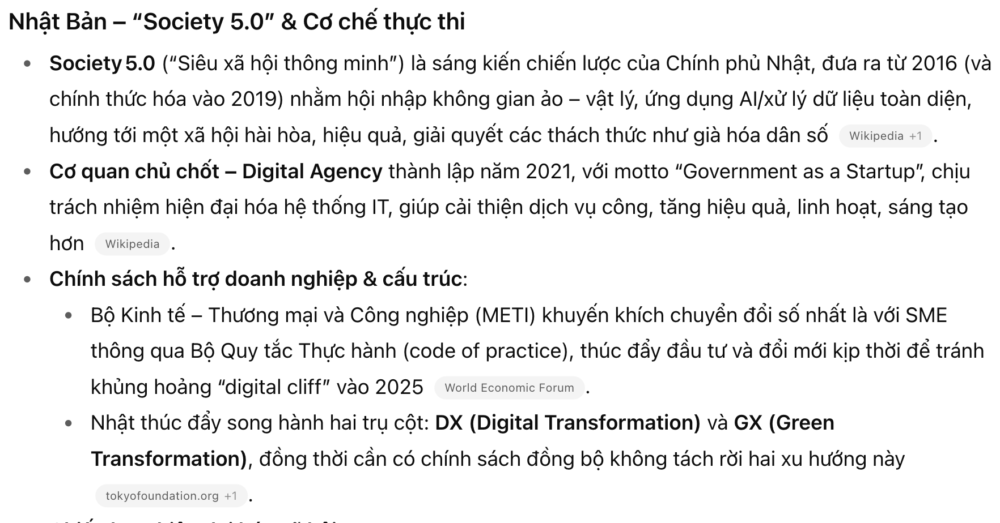 Nhật Bản – “Society 5.0” & Cơ chế thực thi
Society 5.0 (“Siêu xã hội thông minh”) là sáng kiến chiến lược của Chính phủ Nhật, đưa ra từ 2016 (và
chính thức hóa vào 2019) nhằm hội nhập không gian ảo – vật lý, ứng dụng AI/xử lý dữ liệu toàn diện,
hướng tới một xã hội hài hòa, hiệu quả, giải quyết các thách thức như già hóa dân số Wikipedia +1 .
Cơ quan chủ chốt – Digital Agency thành lập năm 2021, với motto “Government as a Startup”, chịu
trách nhiệm hiện đại hóa hệ thống IT, giúp cải thiện dịch vụ công, tăng hiệu quả, linh hoạt, sáng tạo
hơn Wikipedia .
Chính sách hỗ trợ doanh nghiệp & cấu trúc:
Bộ Kinh tế – Thương mại và Công nghiệp (METI) khuyến khích chuyển đổi số nhất là với SME
thông qua Bộ Quy tắc Thực hành (code of practice), thúc đẩy đầu tư và đổi mới kịp thời để tránh
khủng hoảng “digital cliff” vào 2025 World Economic Forum .
Nhật thúc đẩy song hành hai trụ cột: DX (Digital Transformation) và GX (Green
Transformation), đồng thời cần có chính sách đồng bộ không tách rời hai xu hướng này
tokyofoundation.org +1 .